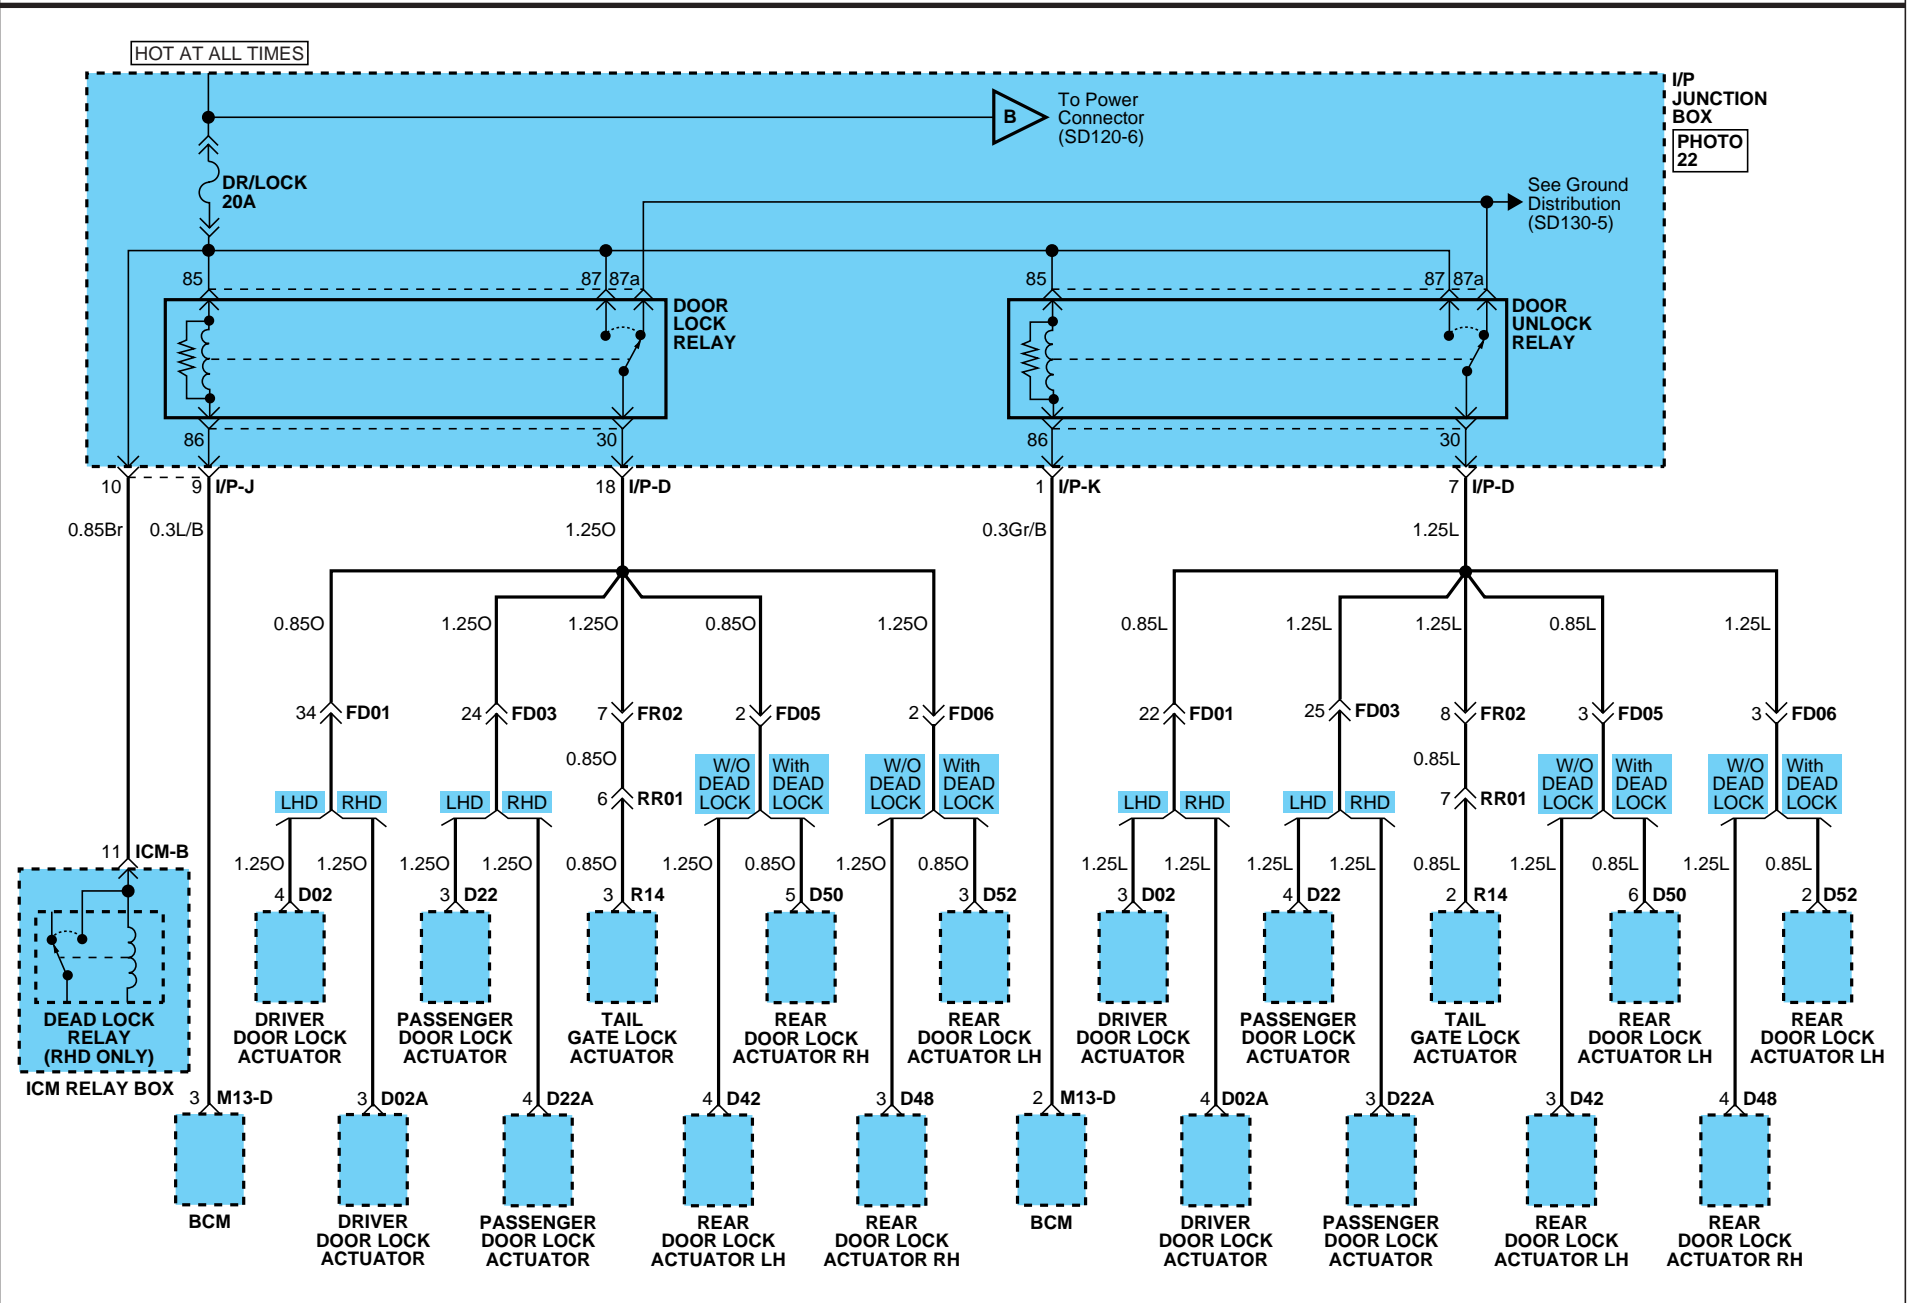 HOT AT ALL TIMES
I/P
JUNCTION
BOX
PHOTO
22
B
To Power
Connector
(SD120-6)
DR/LOCK
20A
See Ground
Distribution
(SD130-5)
85
87
87a
85
87
87a
DOOR
LOCK
RELAY
DOOR
UNLOCK
RELAY
86
30
86
30
10
9
I/P-J
18
I/P-D
1
I/P-K
7
I/P-D
0.85Br
0.3L/B
1.25O
0.3Gr/B
1.25L
0.85O
1.25O
1.25O
0.85O
1.25O
0.85L
1.25L
1.25L
0.85L
1.25L
34
FD01
24
FD03
7
FR02
2
FD05
2
FD06
22
FD01
25
FD03
8
FR02
3
FD05
3
FD06
0.85O
0.85L
W/O
DEAD
LOCK
With
DEAD
LOCK
W/O
DEAD
LOCK
With
DEAD
LOCK
W/O
DEAD
LOCK
With
DEAD
LOCK
W/O
DEAD
LOCK
With
DEAD
LOCK
LHD
RHD
LHD
RHD
6
RR01
LHD
RHD
LHD
RHD
7
RR01
11
ICM-B
1.25O
1.25O
1.25O
1.25O
0.85O
1.25O
0.85O
1.25O
0.85O
1.25L
1.25L
1.25L
1.25L
0.85L
1.25L
0.85L
1.25L
0.85L
4
D02
3
D22
3
R14
5
D50
3
D52
3
D02
4
D22
2
R14
6
D50
2
D52
DEAD LOCK
RELAY
(RHD ONLY)
ICM RELAY BOX
DRIVER
DOOR LOCK
ACTUATOR
PASSENGER
DOOR LOCK
ACTUATOR
TAIL
GATE LOCK
ACTUATOR
REAR
DOOR LOCK
ACTUATOR RH
REAR
DOOR LOCK
ACTUATOR LH
DRIVER
DOOR LOCK
ACTUATOR
PASSENGER
DOOR LOCK
ACTUATOR
TAIL
GATE LOCK
ACTUATOR
REAR
DOOR LOCK
ACTUATOR LH
REAR
DOOR LOCK
ACTUATOR LH
3
M13-D
3
D02A
4
D22A
4
D42
3
D48
2
M13-D
4
D02A
3
D22A
3
D42
4
D48
BCM
DRIVER
DOOR LOCK
ACTUATOR
PASSENGER
DOOR LOCK
ACTUATOR
REAR
DOOR LOCK
ACTUATOR LH
REAR
DOOR LOCK
ACTUATOR RH
BCM
DRIVER
DOOR LOCK
ACTUATOR
PASSENGER
DOOR LOCK
ACTUATOR
REAR
DOOR LOCK
ACTUATOR LH
REAR
DOOR LOCK
ACTUATOR RH